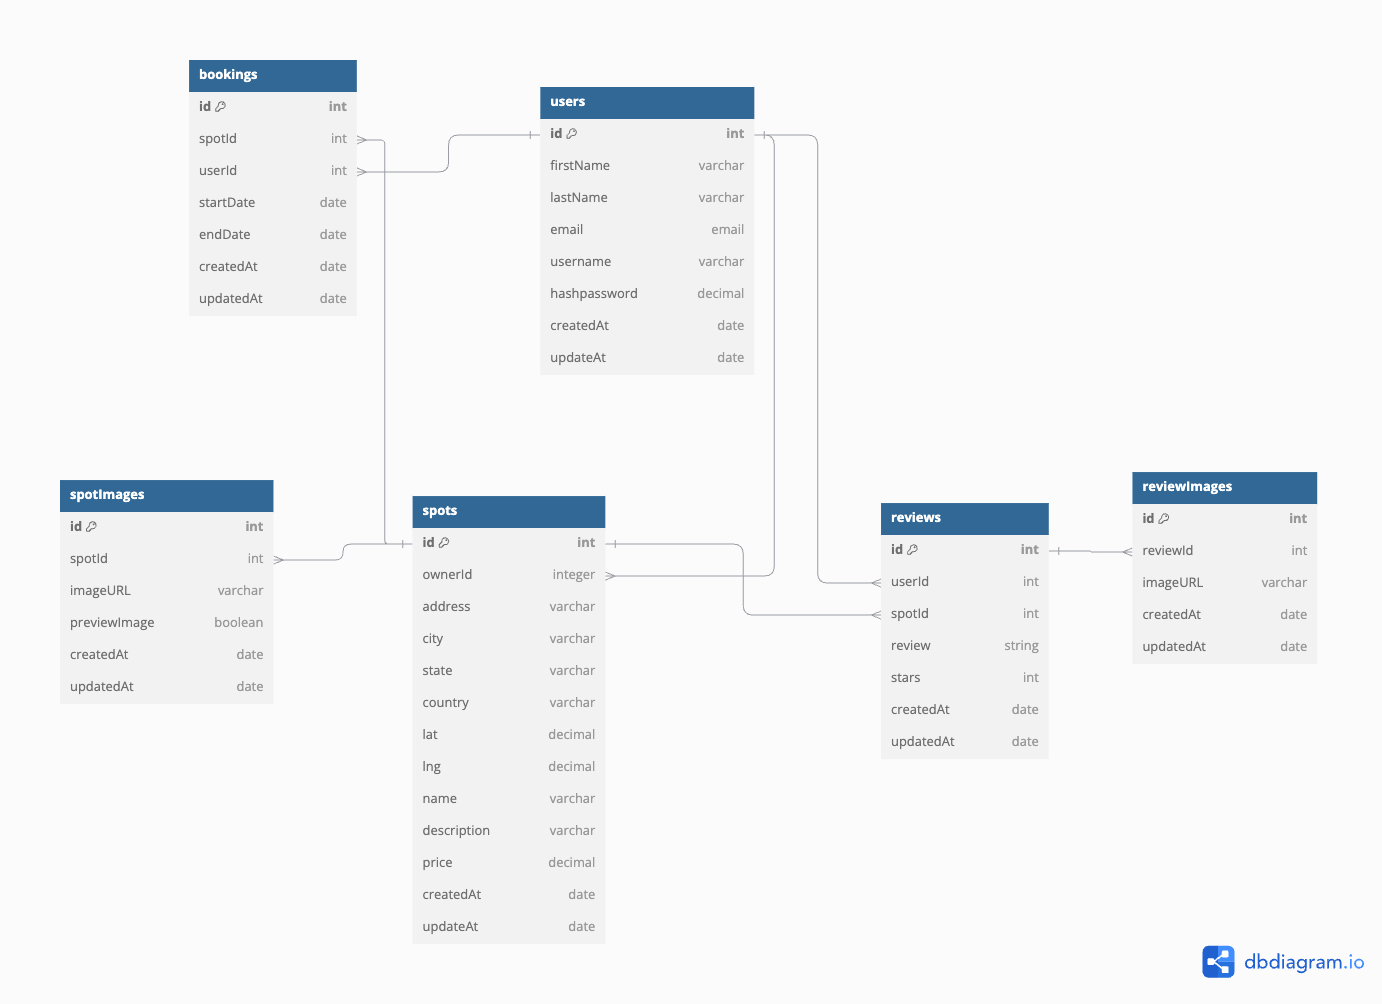 bookings
id int
spotId int
userId int
startDate date
endDate date
createdAt date
updatedAt date
users
id int
firstName varchar
lastName varchar
email email
username varchar
hashpassword decimal
createdAt date
updateAt date
spotImages
id int
spotId int
imageURL varchar
previewImage boolean
createdAt date
updatedAt date
spots
id int
ownerId integer
address varchar
city varchar
state varchar
country varchar
lat decimal
lng decimal
name varchar
description varchar
price decimal
createdAt date
updateAt date
reviews
id int
userId int
spotId int
review string
stars int
createdAt date
updatedAt date
reviewImages
id int
reviewId int
imageURL varchar
createdAt date
updatedAt date
dbdiagram.io